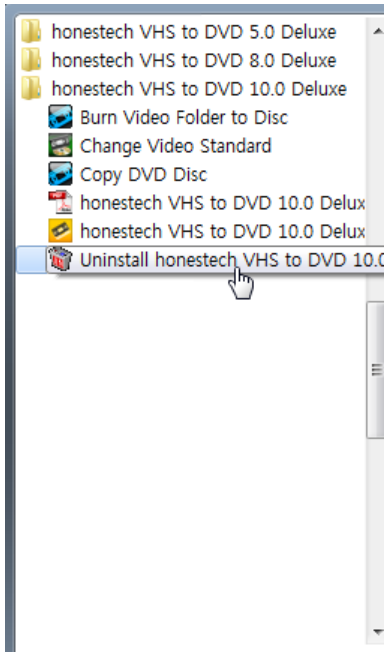 honestech VHS to DVD 5.0 Deluxe
honestech VHS to DVD 8.0 Deluxe
honestech VHS to DVD 10.0 Deluxe
Burn Video Folder to Disc
Change Video Standard
Copy DVD Disc
honestech VHS to DVD 10.0 Delux
honestech VHS to DVD 10.0 Delux
Uninstall honestech VHS to DVD 10.0